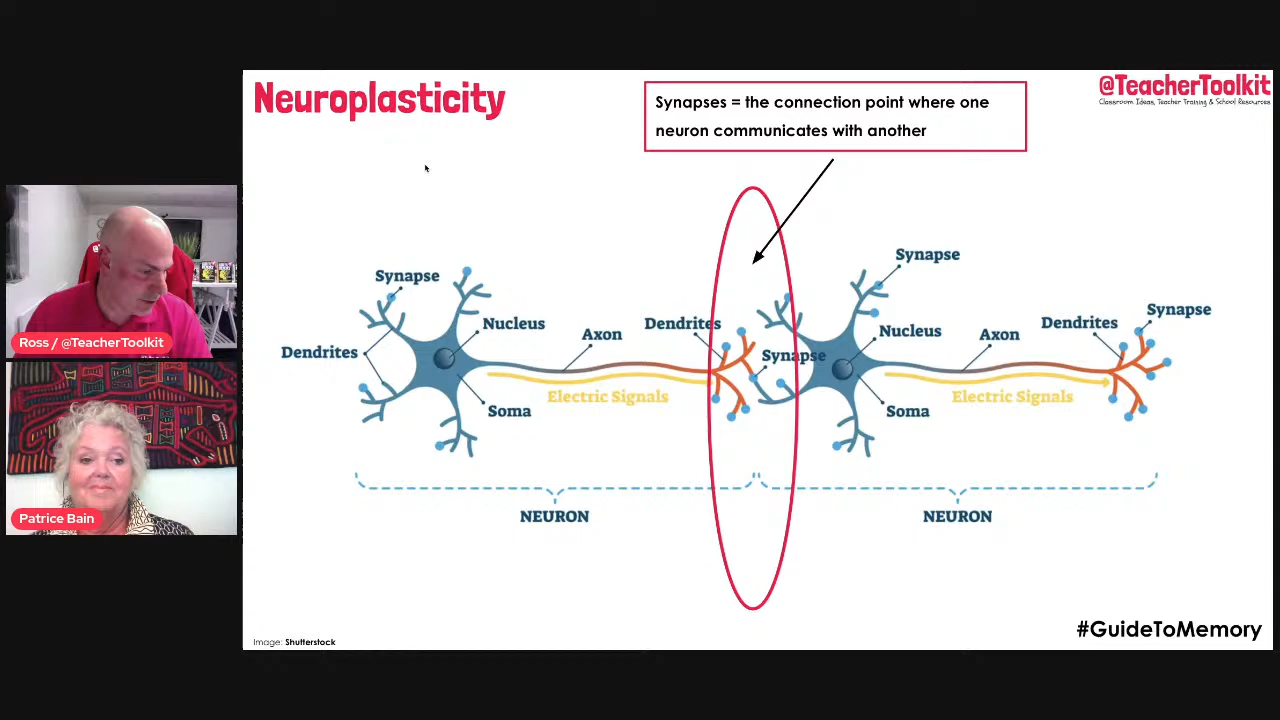 Neuroplasticity
@TeacherToolkit
Classroom Ideas, Teacher Training & School Resources
Synapses = the connection point where one
neuron communicates with another
Synapse
Nucleus
Axon
Dendrites
Dendrites
Soma
Electric Signals
NEURON
Synapse
Synapse
Nucleus
Axon
Dendrites
Synapse
Soma
Electric Signals
NEURON
Ross / @TeacherToolkit
Patrice Bain
Image: Shutterstock
#GuideToMemory